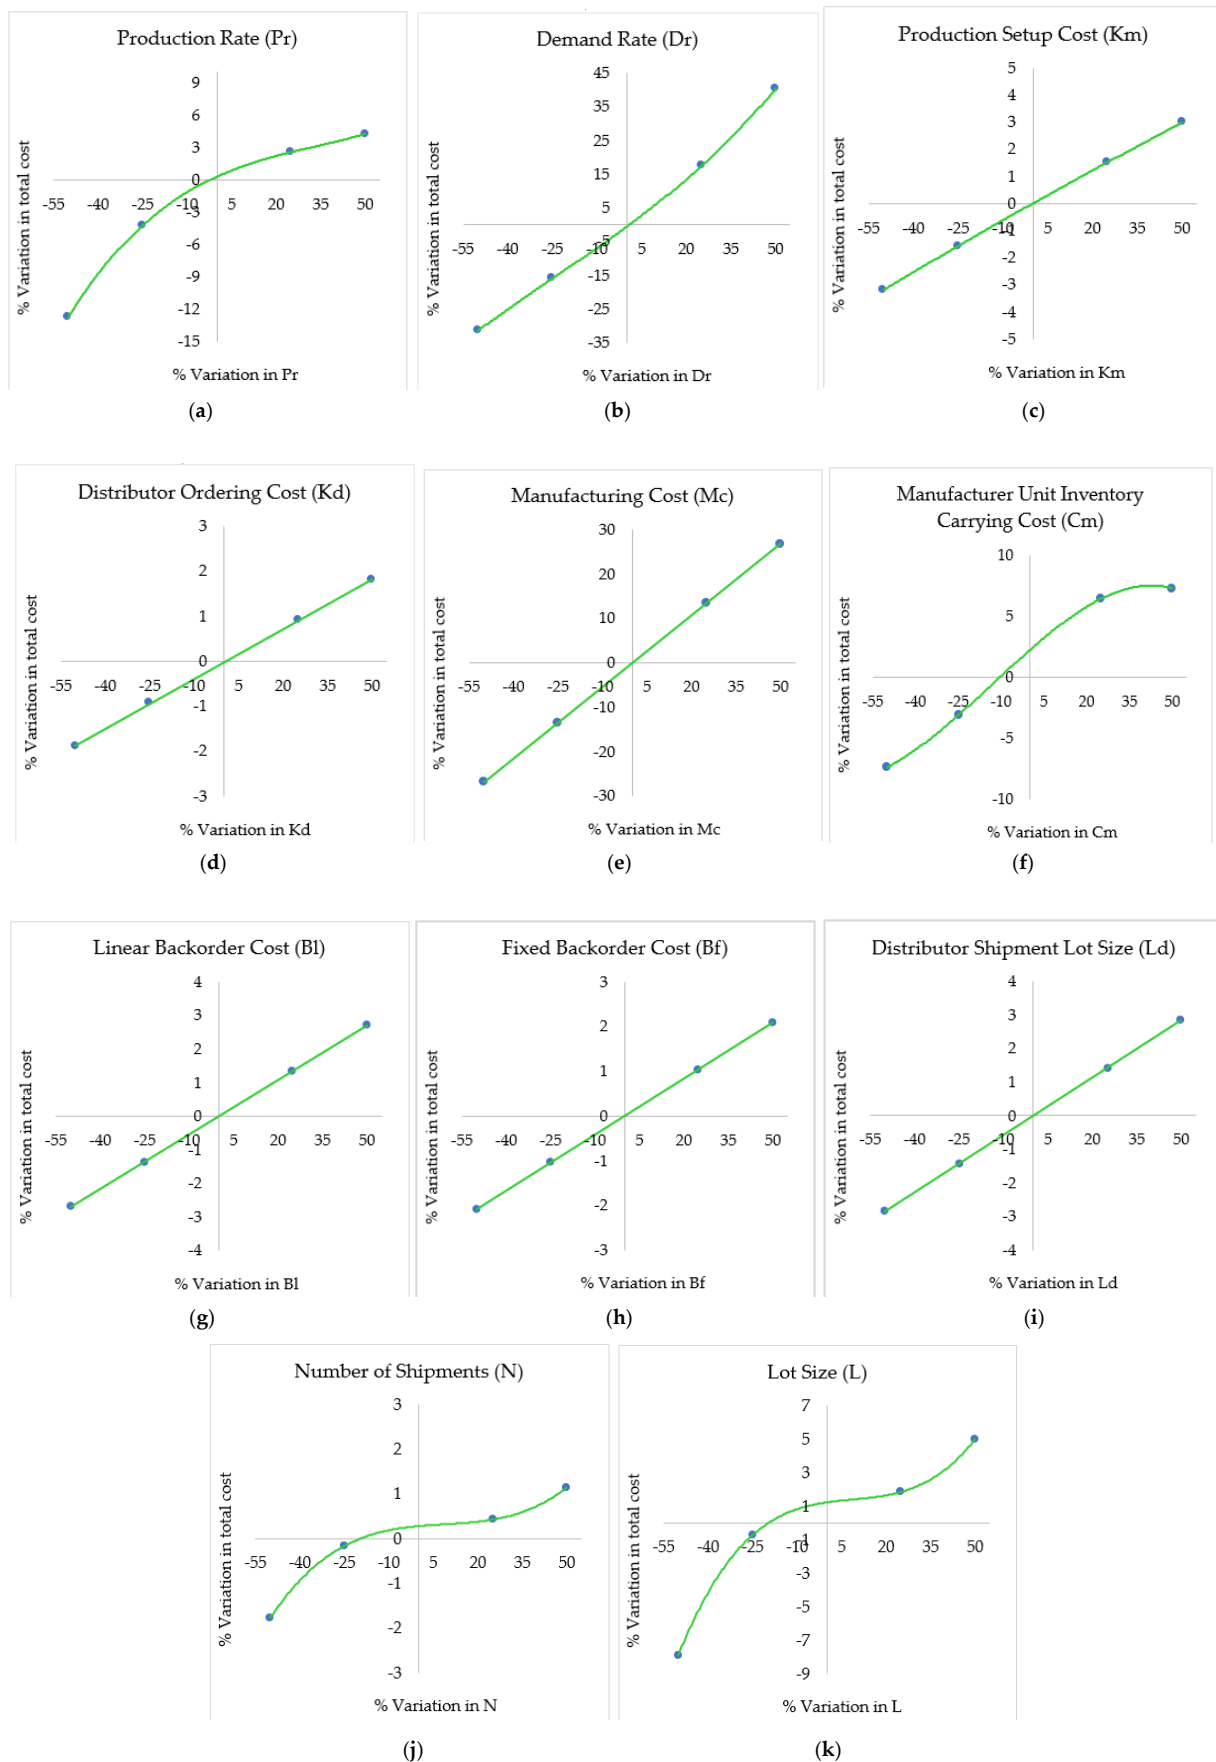 Production Rate (Pr)
% Variation in total cost
9
6
3
0
-3
-6
-9
-12
-15
-55 -40 -25 -10 5 20 35 50
% Variation in Pr
(a)
Demand Rate (Dr)
% Variation in total cost
45
35
25
15
5
-5
-15
-25
-35
-55 -40 -25 -10 5 20 35 50
% Variation in Dr
(b)
Production Setup Cost (Km)
% Variation in total cost
5
4
3
2
1
0
-1
-2
-3
-4
-5
-55 -40 -25 -10 5 20 35 50
% Variation in Km
(c)
Distributor Ordering Cost (Kd)
% Variation in total cost
3
2
1
0
-1
-2
-3
-55 -40 -25 -10 5 20 35 50
% Variation in Kd
(d)
Manufacturing Cost (Mc)
% Variation in total cost
30
20
10
0
-10
-20
-30
-55 -40 -25 -10 5 20 35 50
% Variation in Mc
(e)
Manufacturer Unit Inventory
Carrying Cost (Cm)
% Variation in total cost
10
5
0
-5
-10
-55 -40 -25 -10 5 20 35 50
% Variation in Cm
(f)
Linear Backorder Cost (Bl)
% Variation in total cost
4
3
2
1
0
-1
-2
-3
-4
-55 -40 -25 -10 5 20 35 50
% Variation in Bl
(g)
Fixed Backorder Cost (Bf)
% Variation in total cost
3
2
1
0
-1
-2
-3
-55 -40 -25 -10 5 20 35 50
% Variation in Bf
(h)
Distributor Shipment Lot Size (Ld)
% Variation in total cost
4
3
2
1
0
-1
-2
-3
-4
-55 -40 -25 -10 5 20 35 50
% Variation in Ld
(i)
Number of Shipments (N)
% Variation in total cost
3
2
1
0
-1
-2
-3
-55 -40 -25 -10 5 20 35 50
% Variation in N
(j)
Lot Size (L)
% Variation in total cost
7
5
3
1
-1
-3
-5
-7
-9
-55 -40 -25 -10 5 20 35 50
% Variation in L
(k)